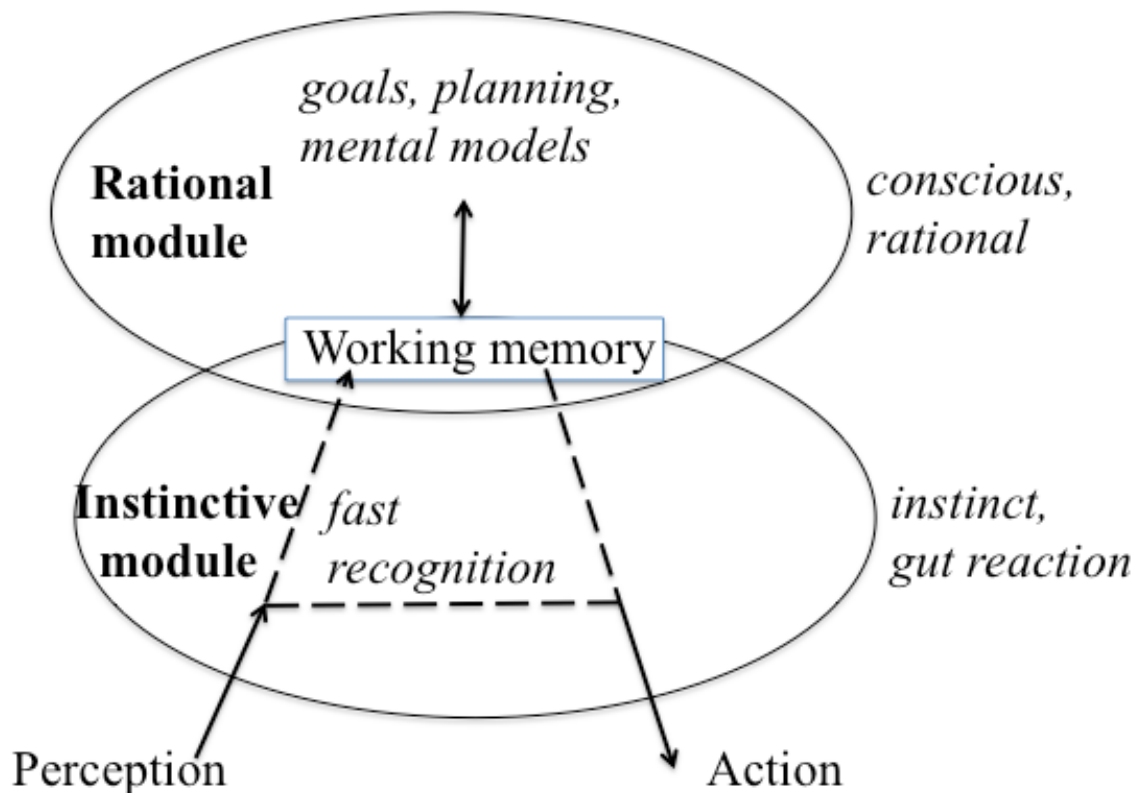 goals, planning,
mental models
Rational
module
conscious,
rational
Working memory
Instinctive
module
fast
recognition
instinct,
gut reaction
Perception
Action